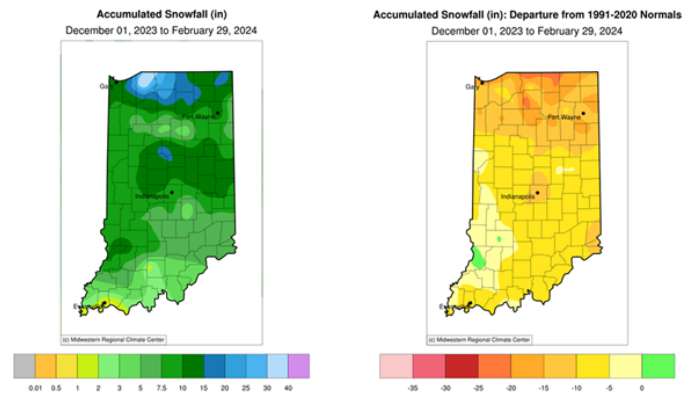 Accumulated Snowfall (in)
December 01, 2023 to February 29, 2024
Gary
Fort Wayne
Indianapolis
(c) Midwestern Regional Climate Center
0.01 0.5 1 2 3 5 7.5 10 15 20 25 30 40
Accumulated Snowfall (in): Departure from 1991-2020 Normals
December 01, 2023 to February 29, 2024
Gary
Fort Wayne
Indianapolis
(c) Midwestern Regional Climate Center
-35 -30 -25 -20 -15 -10 -5 0